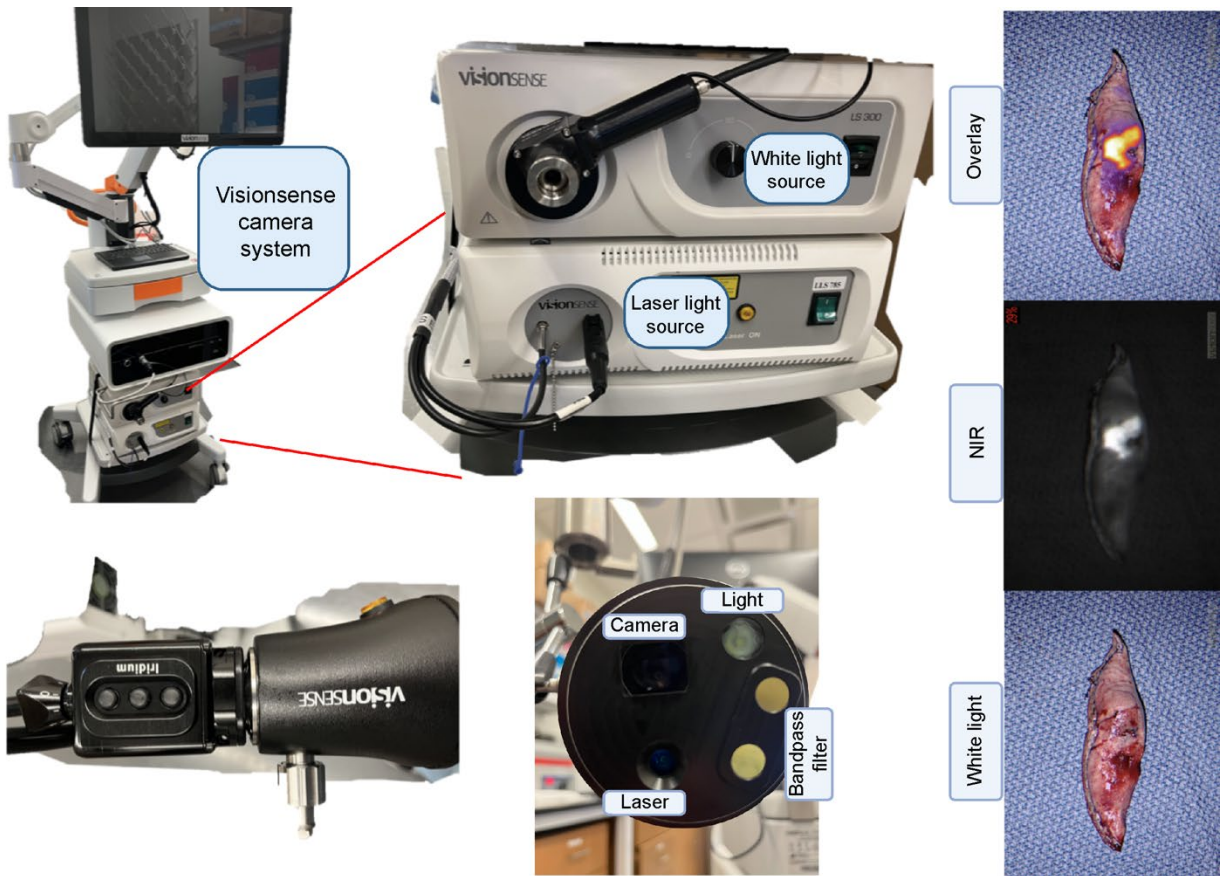 Visionsense
camera
system
visionSENSE
LS 300
White light
source
visionSENSE
Laser light
source
LLS 785
Laser ON
Overlay
29%
NIR
White light
Iridium
visionSENSE
Camera
Light
Bandpass
filter
Laser